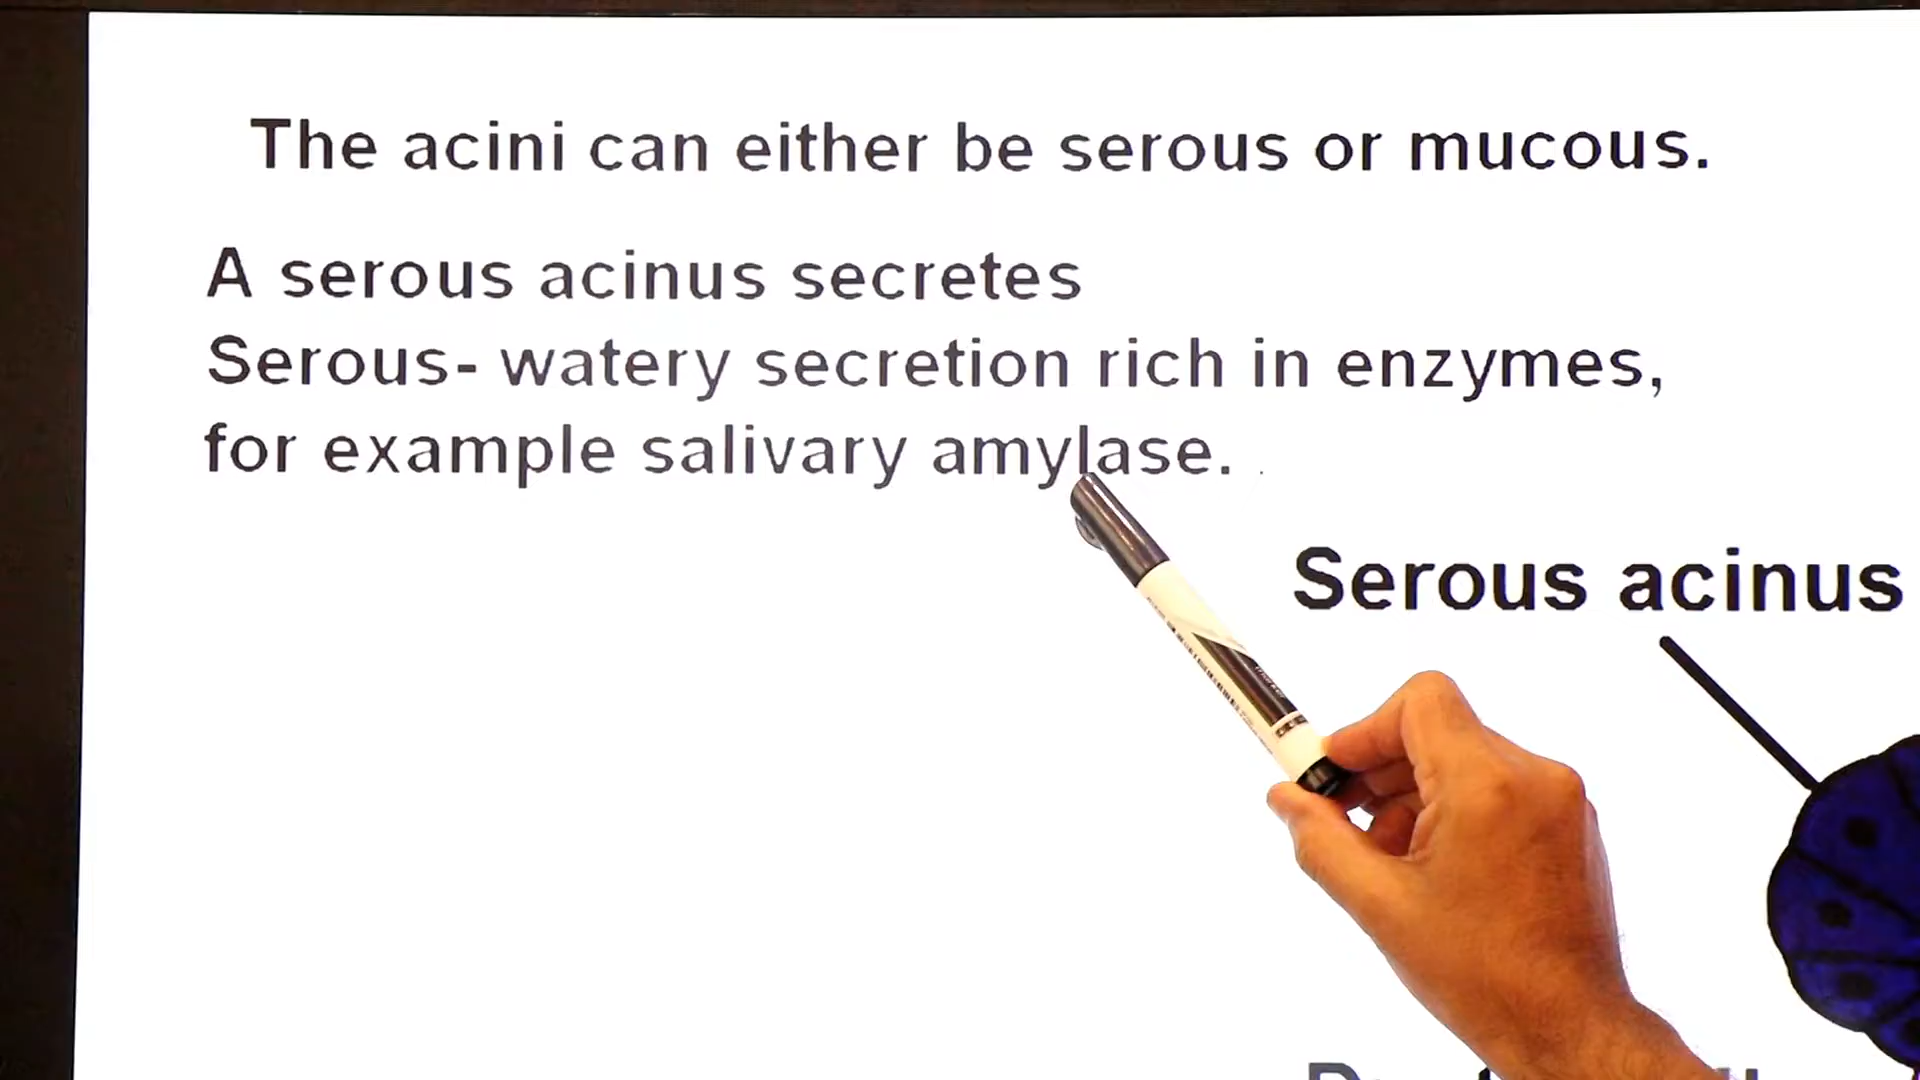 The acini can either be serous or mucous.
A serous acinus secretes
Serous- watery secretion rich in enzymes,
for example salivary amylase.
Serous acinus